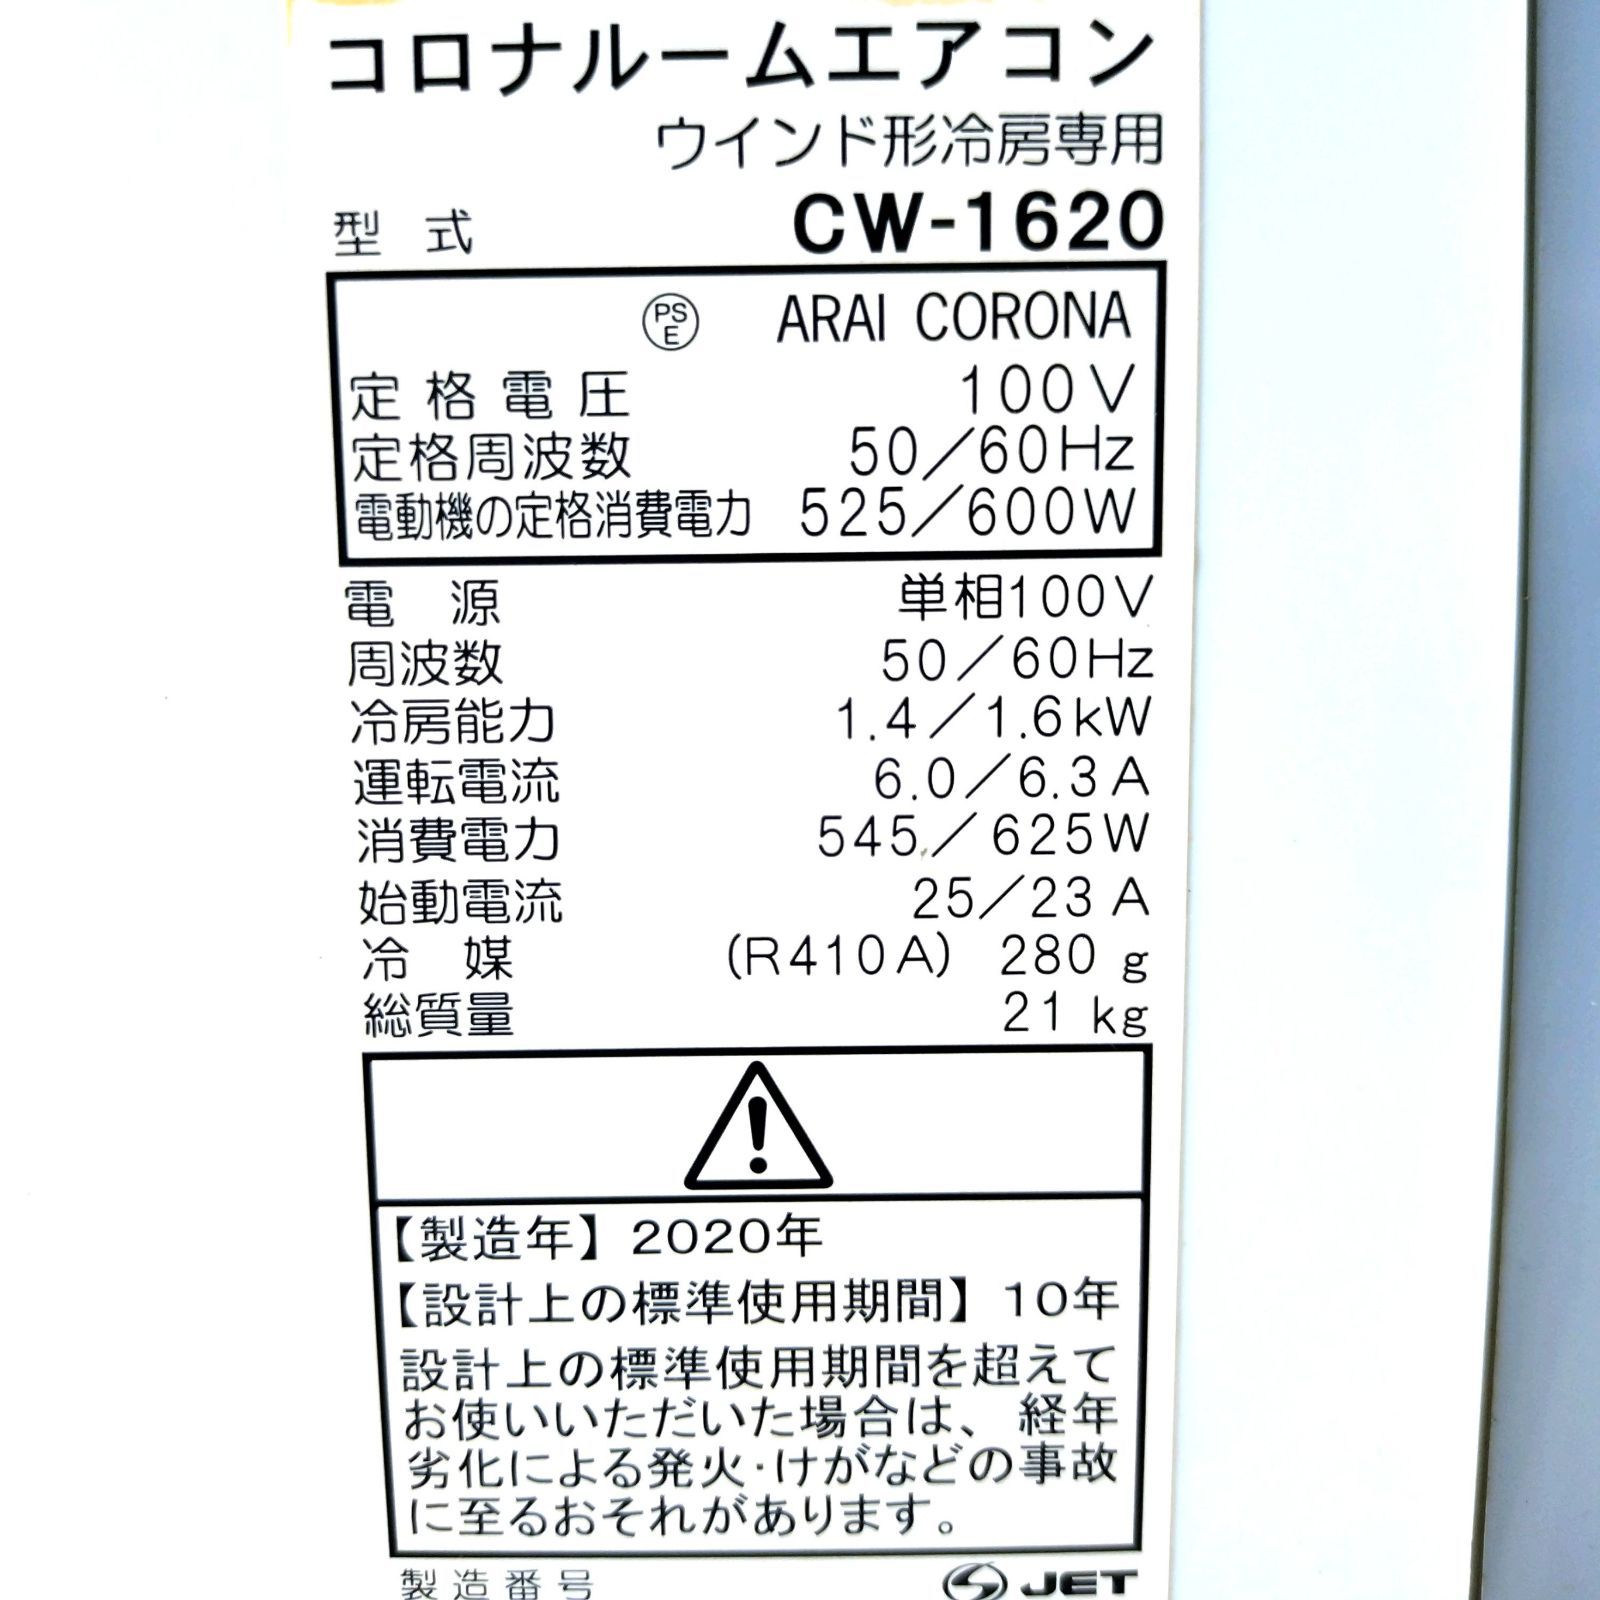 コロナルームエアコン
ウインド形冷房専用
型式 CW-1620
PSE ARAI CORONA
定格電圧 100V
定格周波数 50/60Hz
電動機の定格消費電力 525/600W
電源 単相100V
周波数 50/60Hz
冷房能力 1.4/1.6kW
運転電流 6.0/6.3A
消費電力 545/625W
始動電流 25/23A
冷媒 (R410A) 280g
総質量 21kg
【製造年】2020年
【設計上の標準使用期間】10年
設計上の標準使用期間を超えて
お使いいただいた場合は、経年
劣化による発火・けがなどの事故
に至るおそれがあります。
製造番号 JET